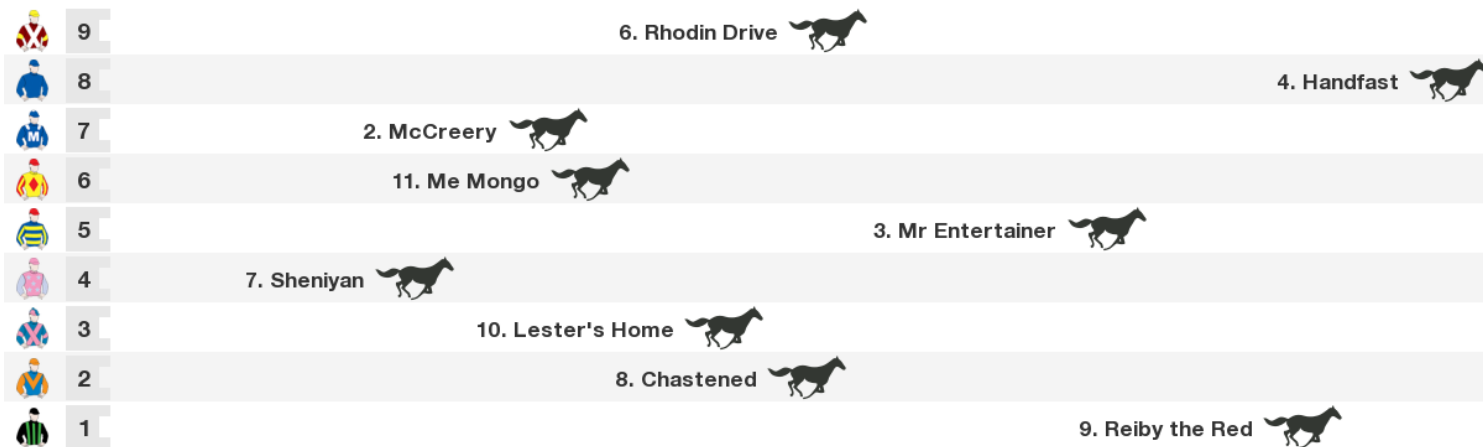 9 6. Rhodin Drive
8 4. Handfast
M 7 2. McCreery
6 11. Me Mongo
5 3. Mr Entertainer
4 7. Sheniyan
3 10. Lester's Home
2 8. Chastened
1 9. Reiby the Red